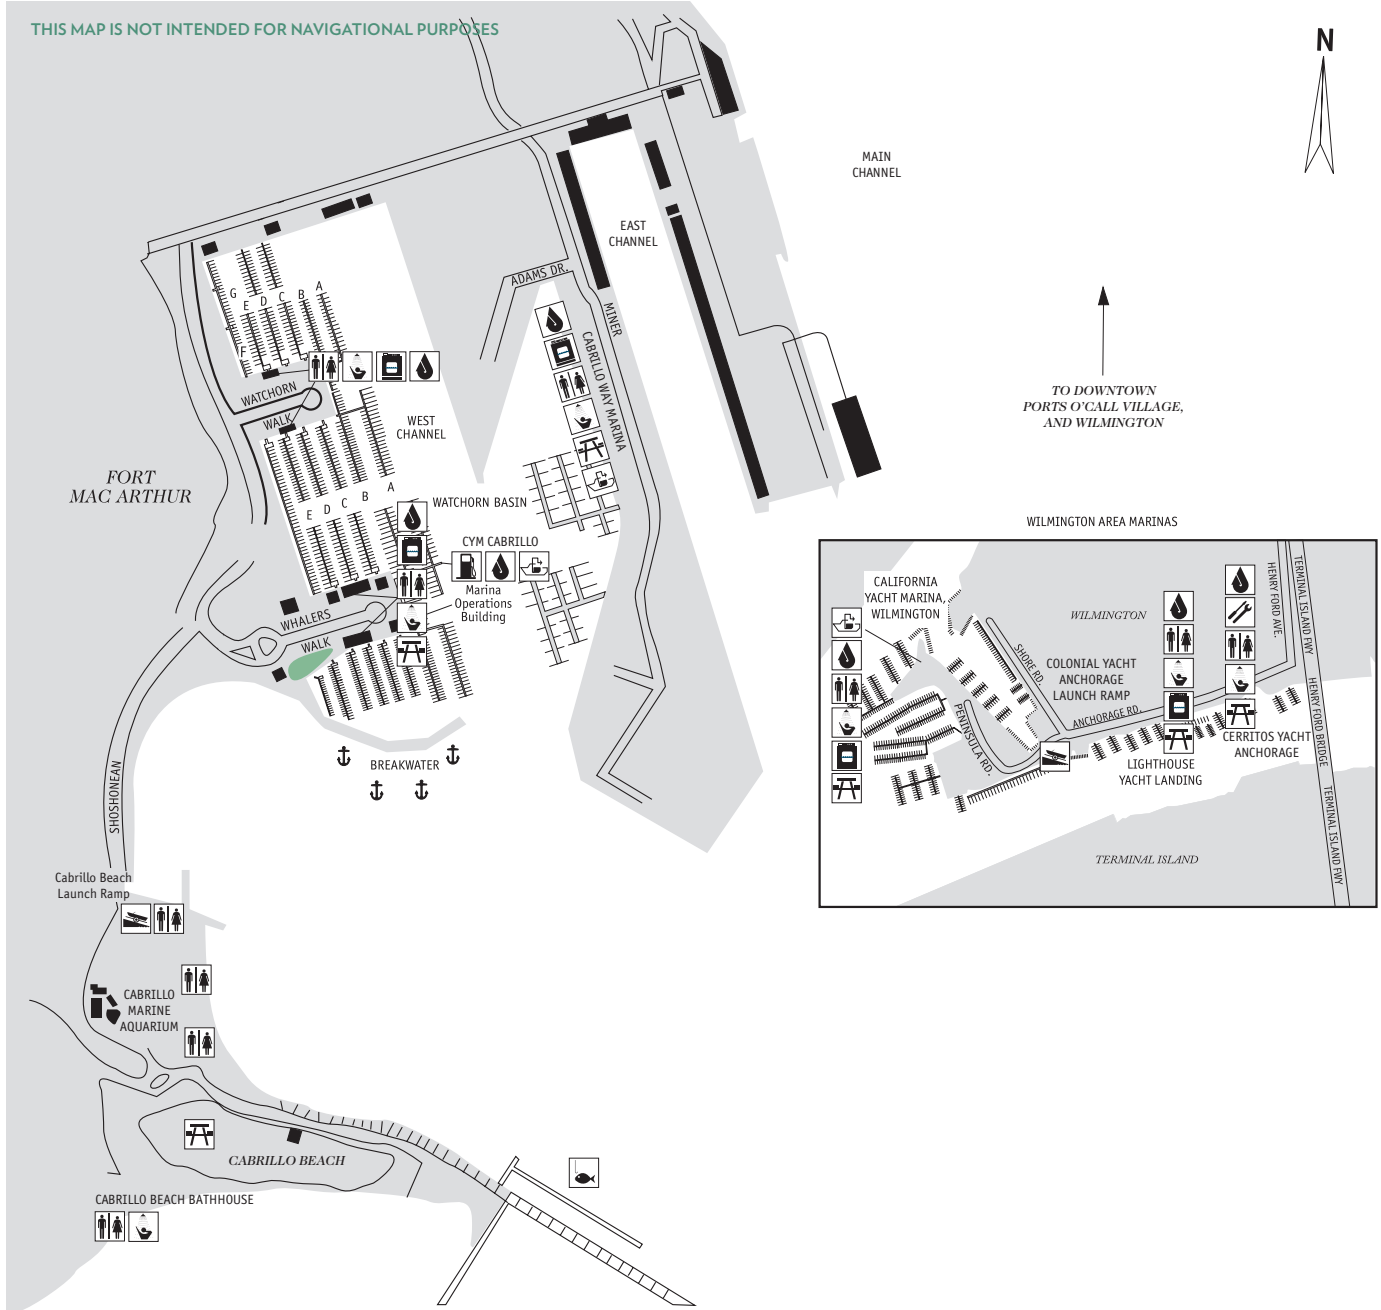 THIS MAP IS NOT INTENDED FOR NAVIGATIONAL PURPOSES
N
MAIN
CHANNEL
EAST
CHANNEL
ADAMS DR.
MINER
CABRILLO WAY MARINA
G
E
D
C
B
A
F
WATCHORN
WALK
WEST
CHANNEL
TO DOWNTOWN
PORTS O'CALL VILLAGE,
AND WILMINGTON
FORT
MAC ARTHUR
E
D
C
B
A
WATCHORN BASIN
CYM CABRILLO
Marina
Operations
Building
WHALERS
WALK
SHOSHONEAN
BREAKWATER
WILMINGTON AREA MARINAS
CALIFORNIA
YACHT MARINA,
WILMINGTON
WILMINGTON
HENRY FORD AVE.
TERMINAL ISLAND FWY
SHORE RD.
COLONIAL YACHT
ANCHORAGE
LAUNCH RAMP
ANCHORAGE RD.
PENINSULA RD.
HENRY FORD BRIDGE
CERRITOS YACHT
ANCHORAGE
LIGHTHOUSE
YACHT LANDING
TERMINAL ISLAND FWY
TERMINAL ISLAND
Cabrillo Beach
Launch Ramp
CABRILLO
MARINE
AQUARIUM
CABRILLO BEACH
CABRILLO BEACH BATHHOUSE